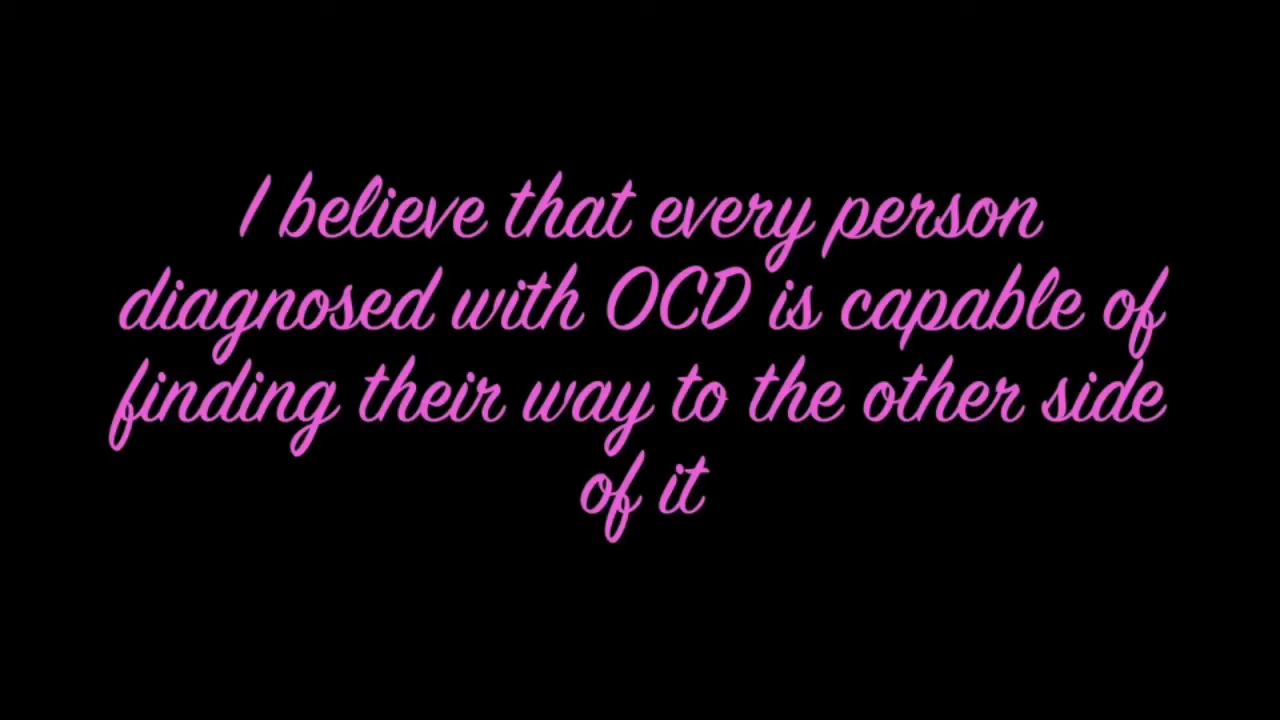 I believe that every person
diagnosed with OCD is capable of
finding their way to the other side
of it